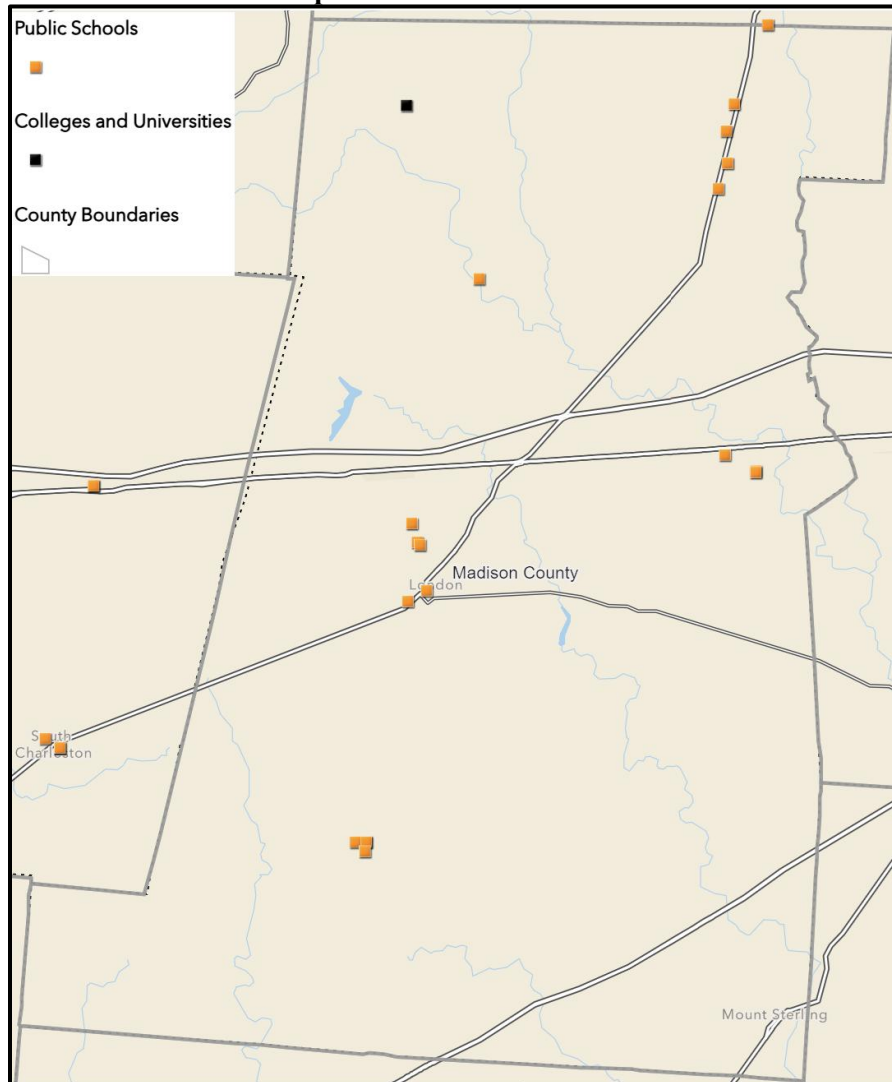 Public Schools
Colleges and Universities
County Boundaries
Madison County
London
South
Charleston
Mount Sterling